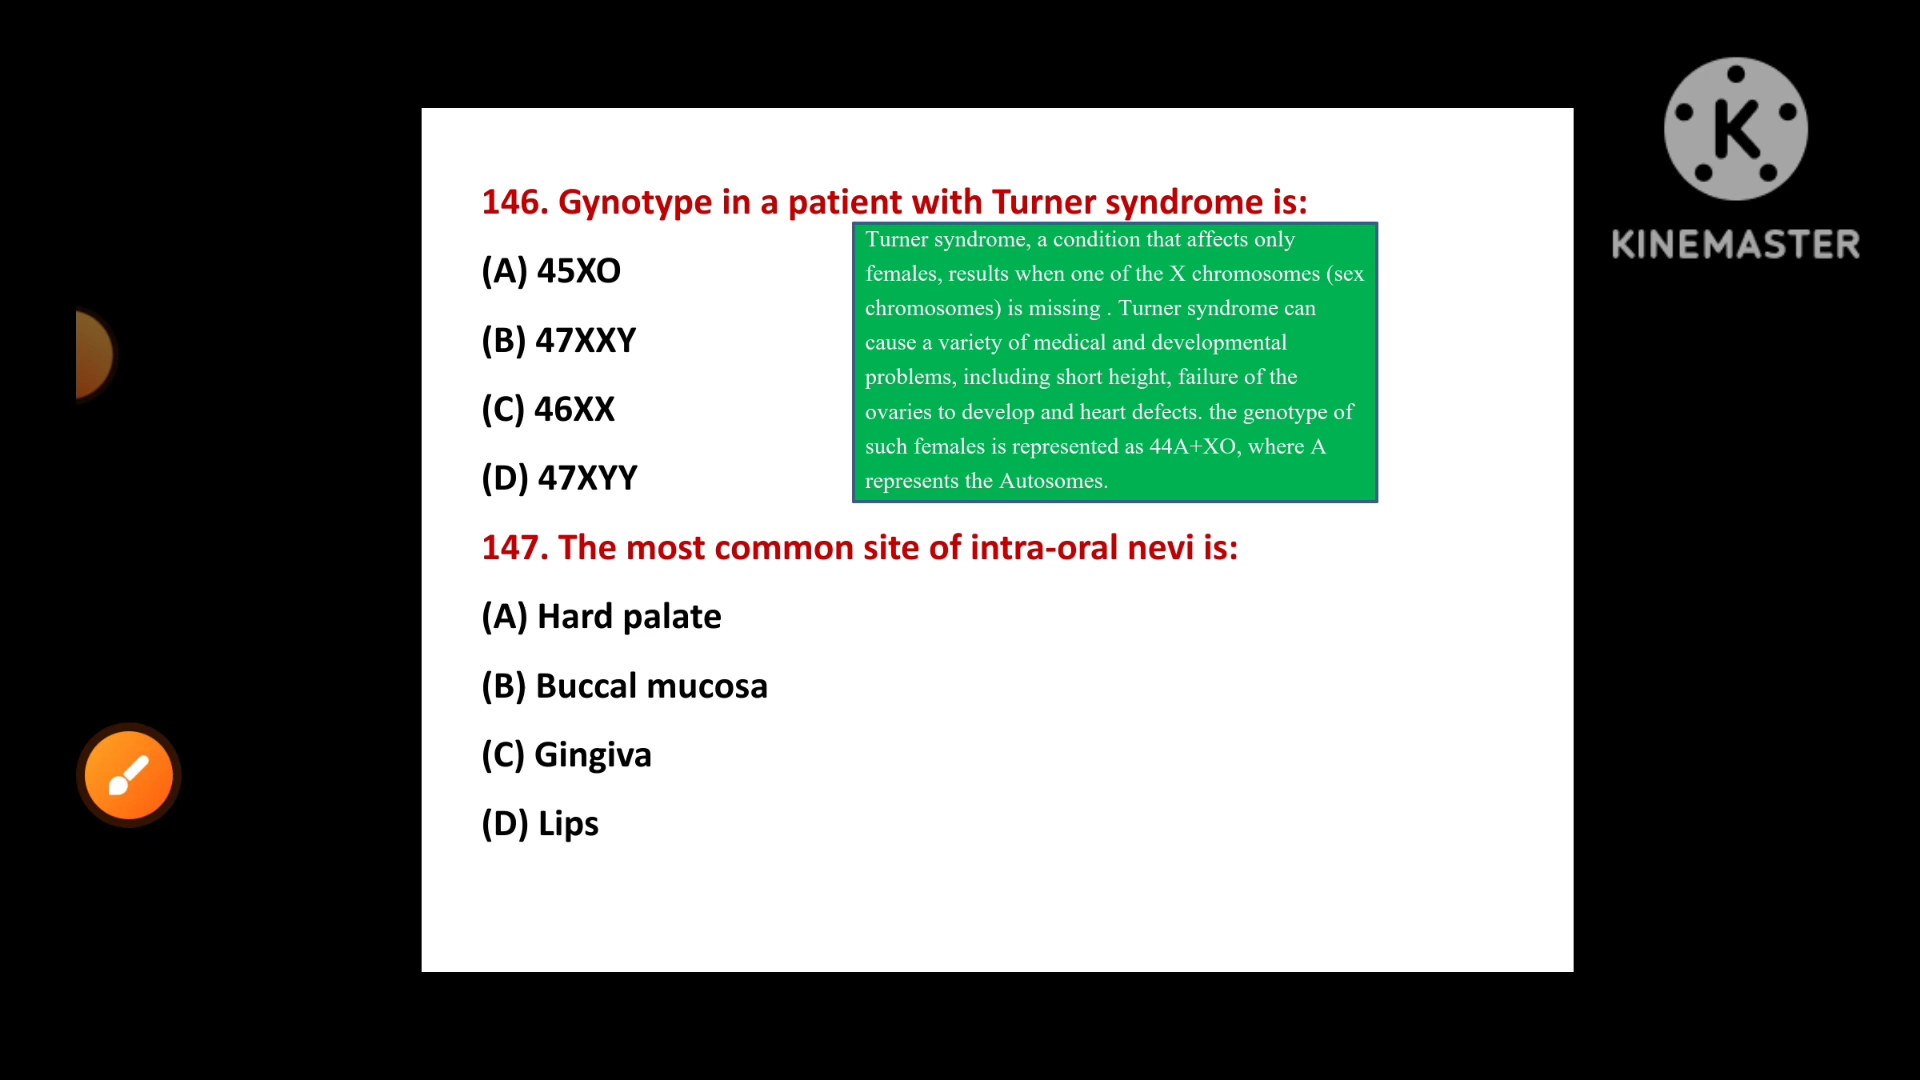 146. Gynotype in a patient with Turner syndrome is:
(A) 45XO
(B) 47XXY
(C) 46XX
(D) 47XYY
Turner syndrome, a condition that affects only
females, results when one of the X chromosomes (sex
chromosomes) is missing . Turner syndrome can
cause a variety of medical and developmental
problems, including short height, failure of the
ovaries to develop and heart defects. the genotype of
such females is represented as 44A+XO, where A
represents the Autosomes.
147. The most common site of intra-oral nevi is:
(A) Hard palate
(B) Buccal mucosa
(C) Gingiva
(D) Lips
K
KINEMASTER